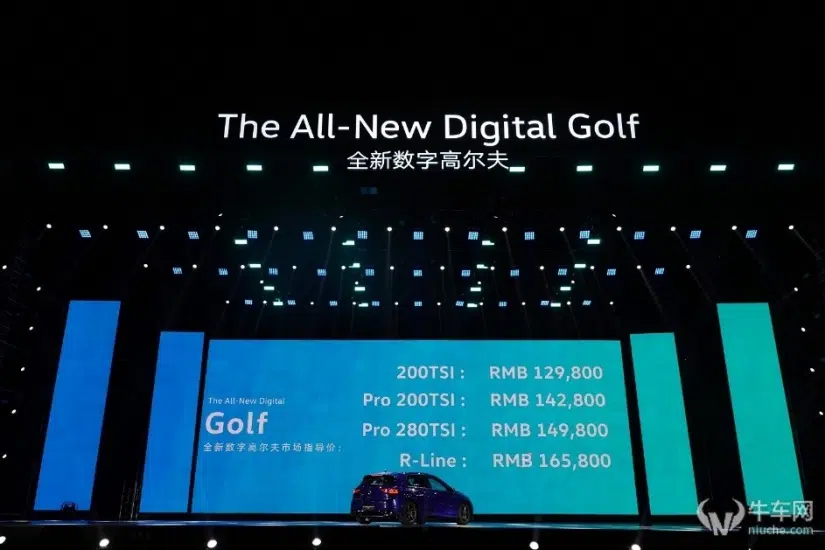 The All-New Digital Golf
全新数字高尔夫
200TSI : RMB 129,800
Pro 200TSI : RMB 142,800
The All-New Digital
Golf
Pro 280TSI : RMB 149,800
全新数字高尔夫市场指导价:
R-Line : RMB 165,800
牛车网
niuche.com